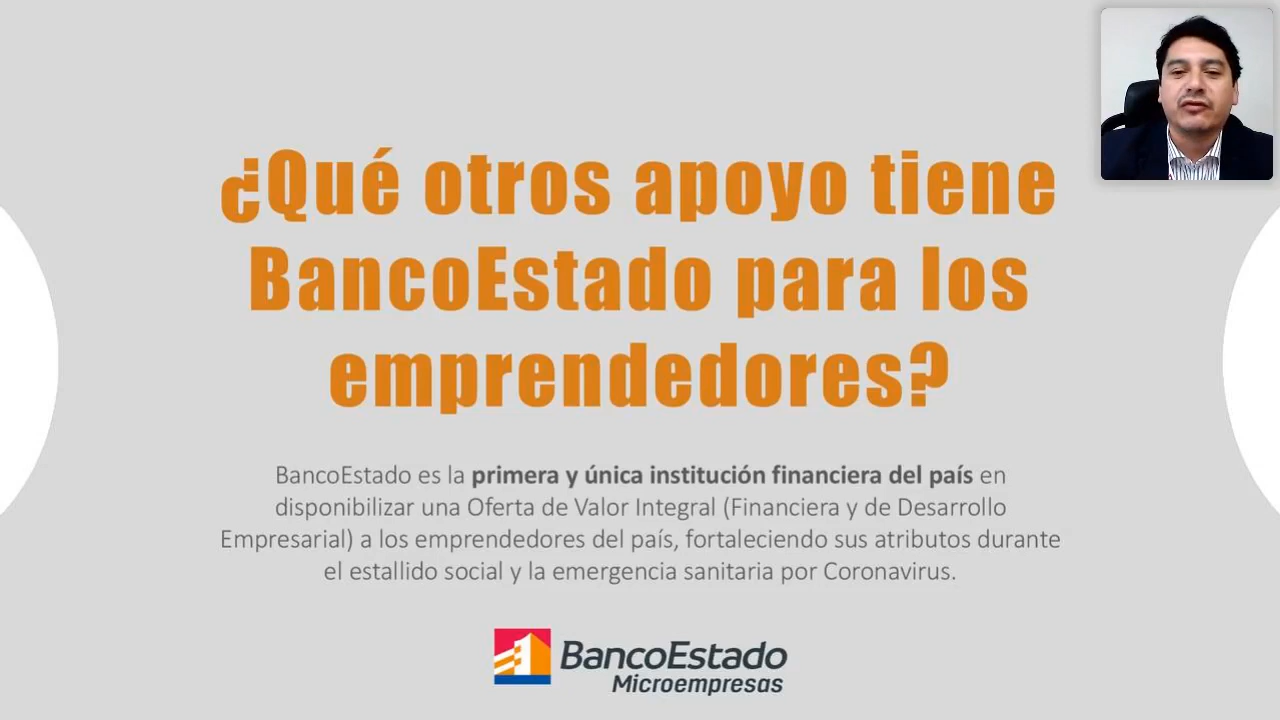 ¿Qué otros apoyo tiene
BancoEstado para los
emprendedores?
BancoEstado es la primera y única institución financiera del país en
disponibilizar una Oferta de Valor Integral (Financiera y de Desarrollo
Empresarial) a los emprendedores del país, fortaleciendo sus atributos durante
el estallido social y la emergencia sanitaria por Coronavirus.
BancoEstado
Microempresas